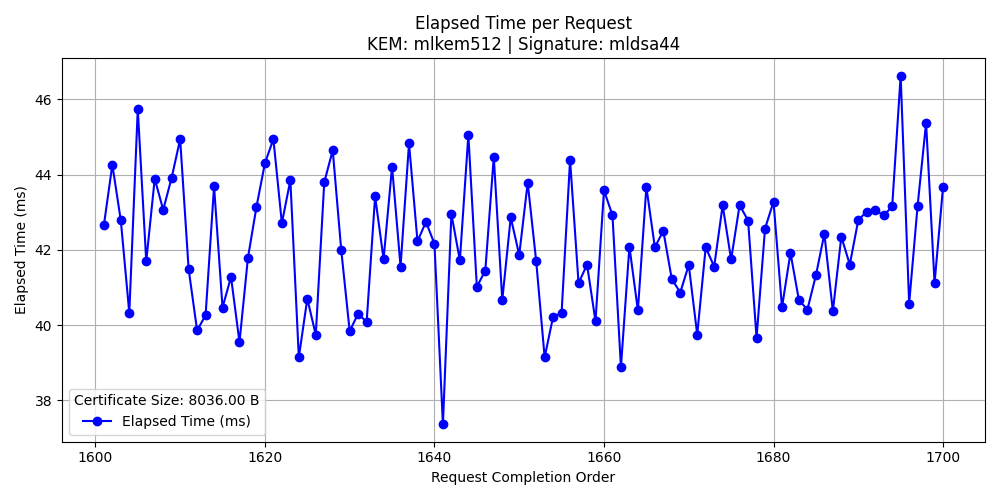 Elapsed Time per Request
KEM: mlkem512 | Signature: mldsa44
Elapsed Time (ms)
46
44
42
40
38
Certificate Size: 8036.00 B
Elapsed Time (ms)
1600 1620 1640 1660 1680 1700
Request Completion Order